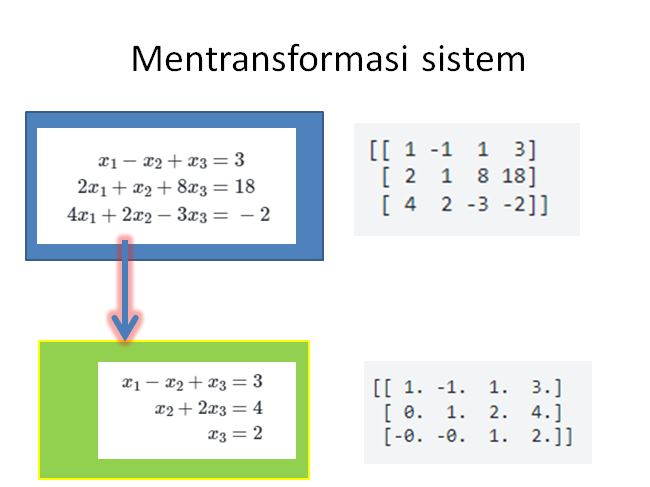 Mentransformasi sistem
x₁ − x₂ + x₃ = 3
2x₁ + x₂ + 8x₃ = 18
4x₁ + 2x₂ − 3x₃ = − 2
[[ 1 -1 1 3]
[ 2 1 8 18]
[ 4 2 -3 -2]]
x₁ − x₂ + x₃ = 3
x₂ + 2x₃ = 4
x₃ = 2
[[ 1. -1. 1. 3.]
[ 0. 1. 2. 4.]
[-0. -0. 1. 2.]]